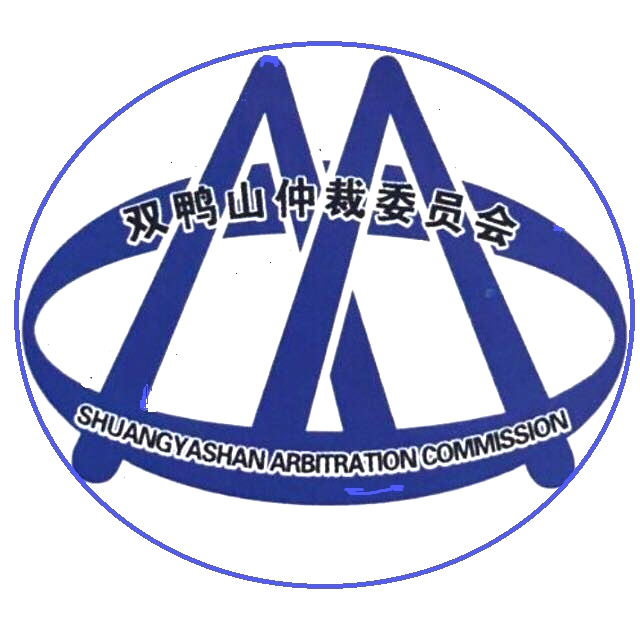 双鸭山仲裁委员会
SHUANGYASHAN ARBITRATION COMMISSION